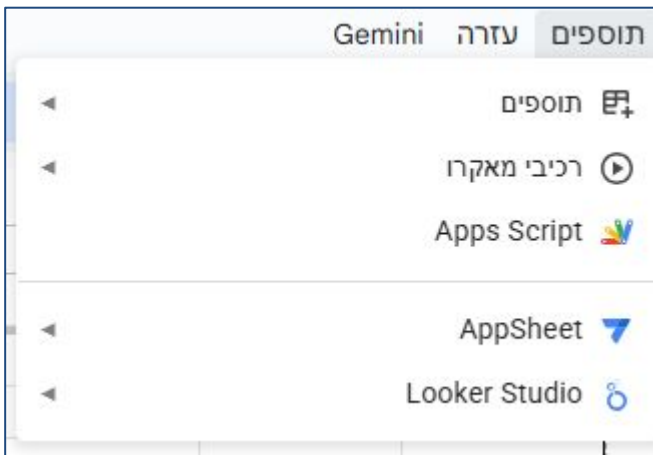 תוספים עזרה Gemini
תוספים
רכיבי מאקרו
Apps Script
AppSheet
Looker Studio